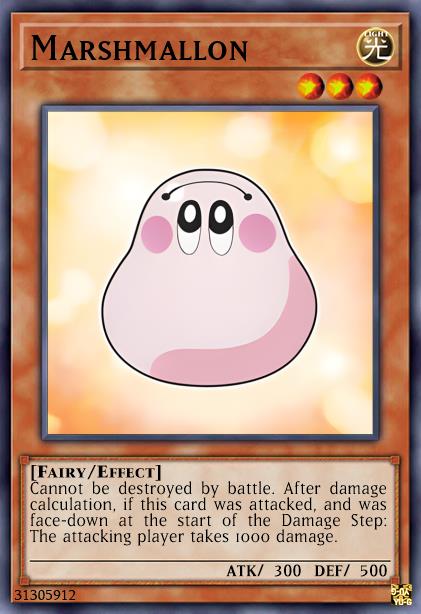 MARSHMALLON
LIGHT
光
[FAIRY/EFFECT]
Cannot be destroyed by battle. After damage
calculation, if this card was attacked, and was
face-down at the start of the Damage Step:
The attacking player takes 1000 damage.
ATK/ 300 DEF/ 500
31305912